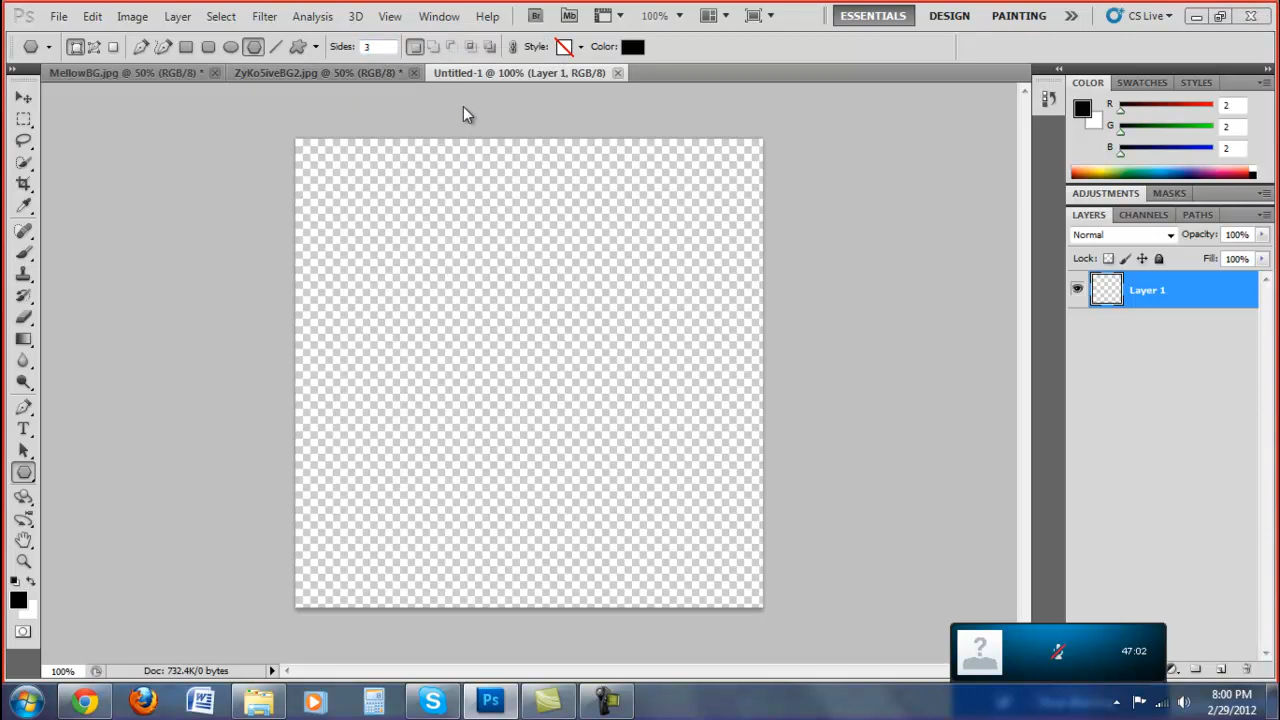 Ps File Edit Image Layer Select Filter Analysis 3D View Window Help Br Mb 100% ESSENTIALS DESIGN PAINTING CS Live
Sides: 3 Style: Color:
MellowBG.jpg @ 50% (RGB/8) * ZyKo5iveBG2.jpg @ 50% (RGB/8) * Untitled-1 @ 100% (Layer 1, RGB/8)
COLOR SWATCHES STYLES
R 2
G 2
B 2
ADJUSTMENTS MASKS
LAYERS CHANNELS PATHS
Normal Opacity: 100%
Lock: Fill: 100%
Layer 1
T
?
47:02
100% Doc: 732.4K/0 bytes
W S Ps
8:00 PM
2/29/2012